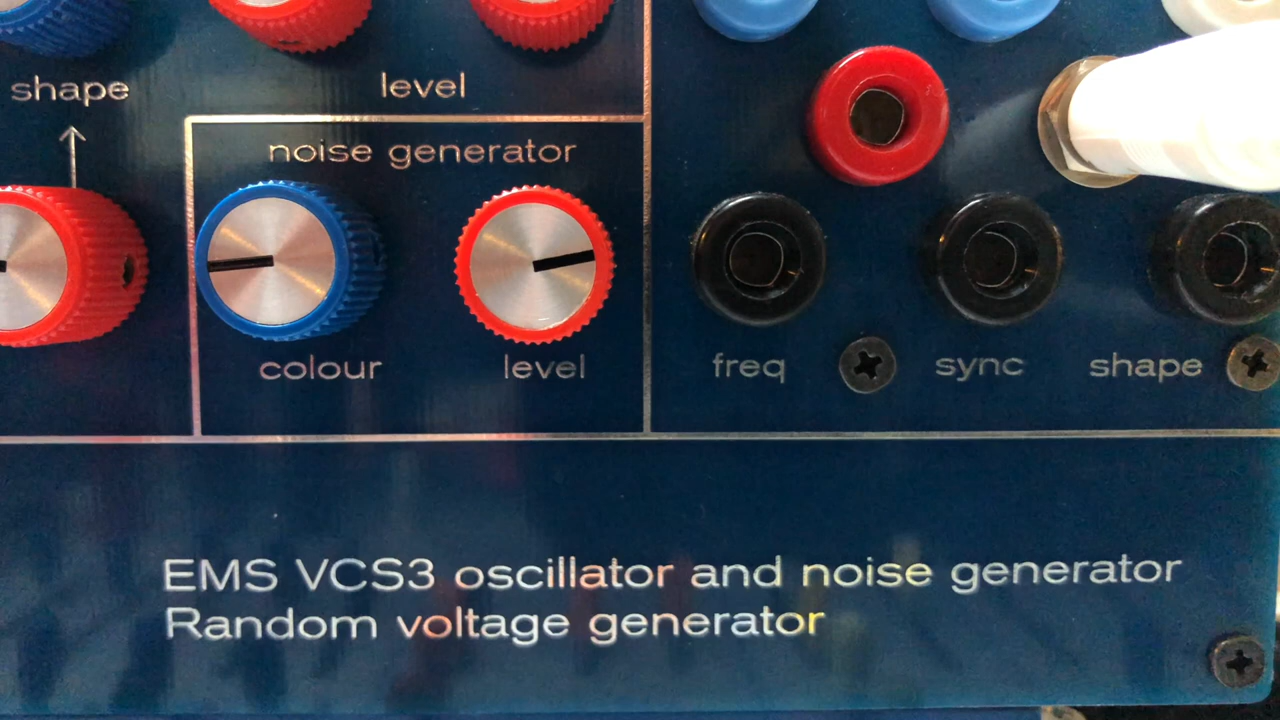 shape
level
noise generator
colour
level
freq
sync
shape
EMS VCS3 oscillator and noise generator
Random voltage generator